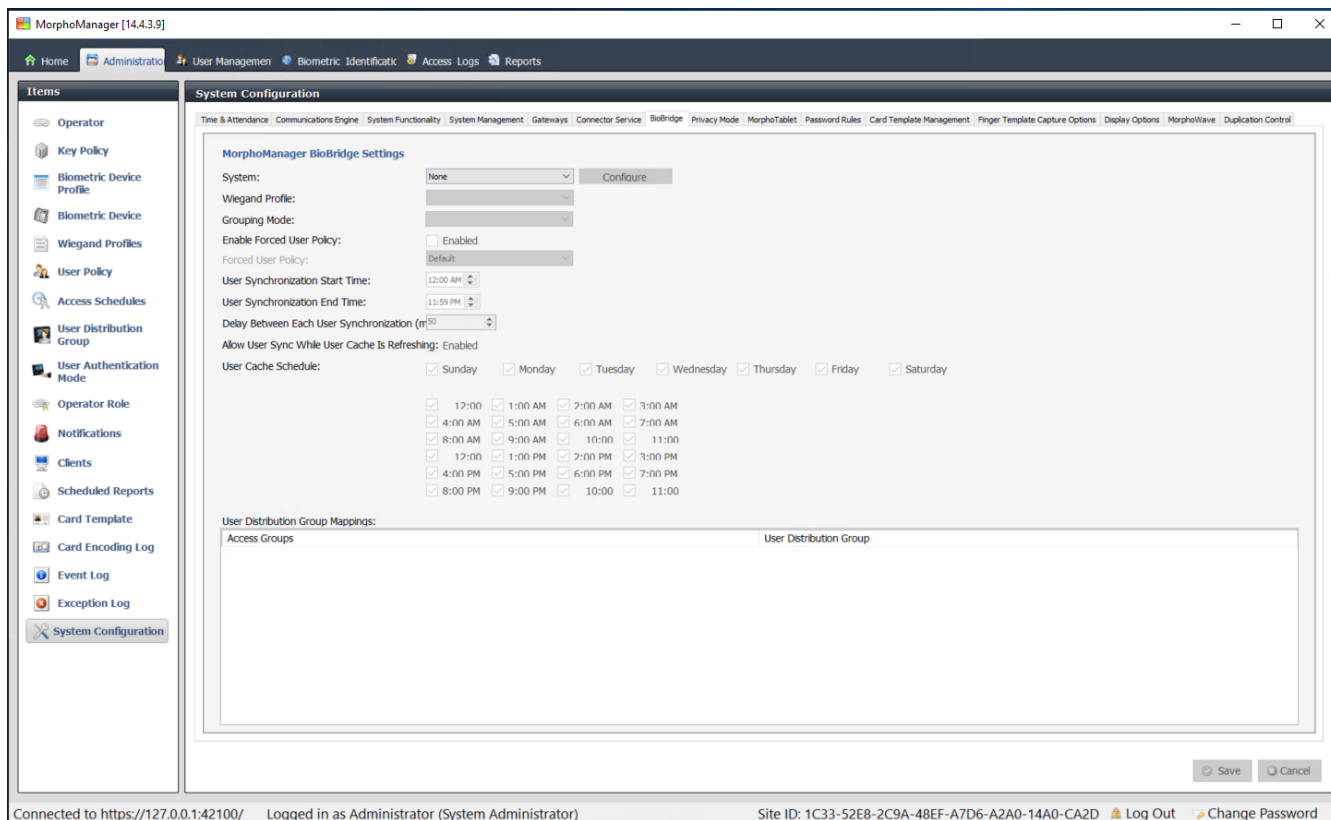 MorphoManager [14.4.3.9]
Home Administratio User Managemen Biometric Identificatic Access Logs Reports
Items
Operator
Key Policy
Biometric Device
Profile
Biometric Device
Wiegand Profiles
User Policy
Access Schedules
User Distribution
Group
User Authentication
Mode
Operator Role
Notifications
Clients
Scheduled Reports
Card Template
Card Encoding Log
Event Log
Exception Log
System Configuration
System Configuration
Time & Attendance Communications Engine System Functionality System Management Gateways Connector Service BioBridge Privacy Mode MorphoTablet Password Rules Card Template Management Finger Template Capture Options Display Options MorphoWave Duplication Control
MorphoManager BioBridge Settings
System: None Configure
Wiegand Profile:
Grouping Mode:
Enable Forced User Policy: Enabled
Forced User Policy: Default
User Synchronization Start Time: 12:00 AM
User Synchronization End Time: 11:59 PM
Delay Between Each User Synchronization (m 50
Allow User Sync While User Cache Is Refreshing: Enabled
User Cache Schedule: Sunday Monday Tuesday Wednesday Thursday Friday Saturday
12:00 1:00 AM 2:00 AM 3:00 AM
4:00 AM 5:00 AM 6:00 AM 7:00 AM
8:00 AM 9:00 AM 10:00 11:00
12:00 1:00 PM 2:00 PM 3:00 PM
4:00 PM 5:00 PM 6:00 PM 7:00 PM
8:00 PM 9:00 PM 10:00 11:00
User Distribution Group Mappings:
Access Groups User Distribution Group
Save Cancel
Connected to https://127.0.0.1:42100/ Logged in as Administrator (System Administrator) Site ID: 1C33-52E8-2C9A-48EF-A7D6-A2A0-14A0-CA2D Log Out Change Password